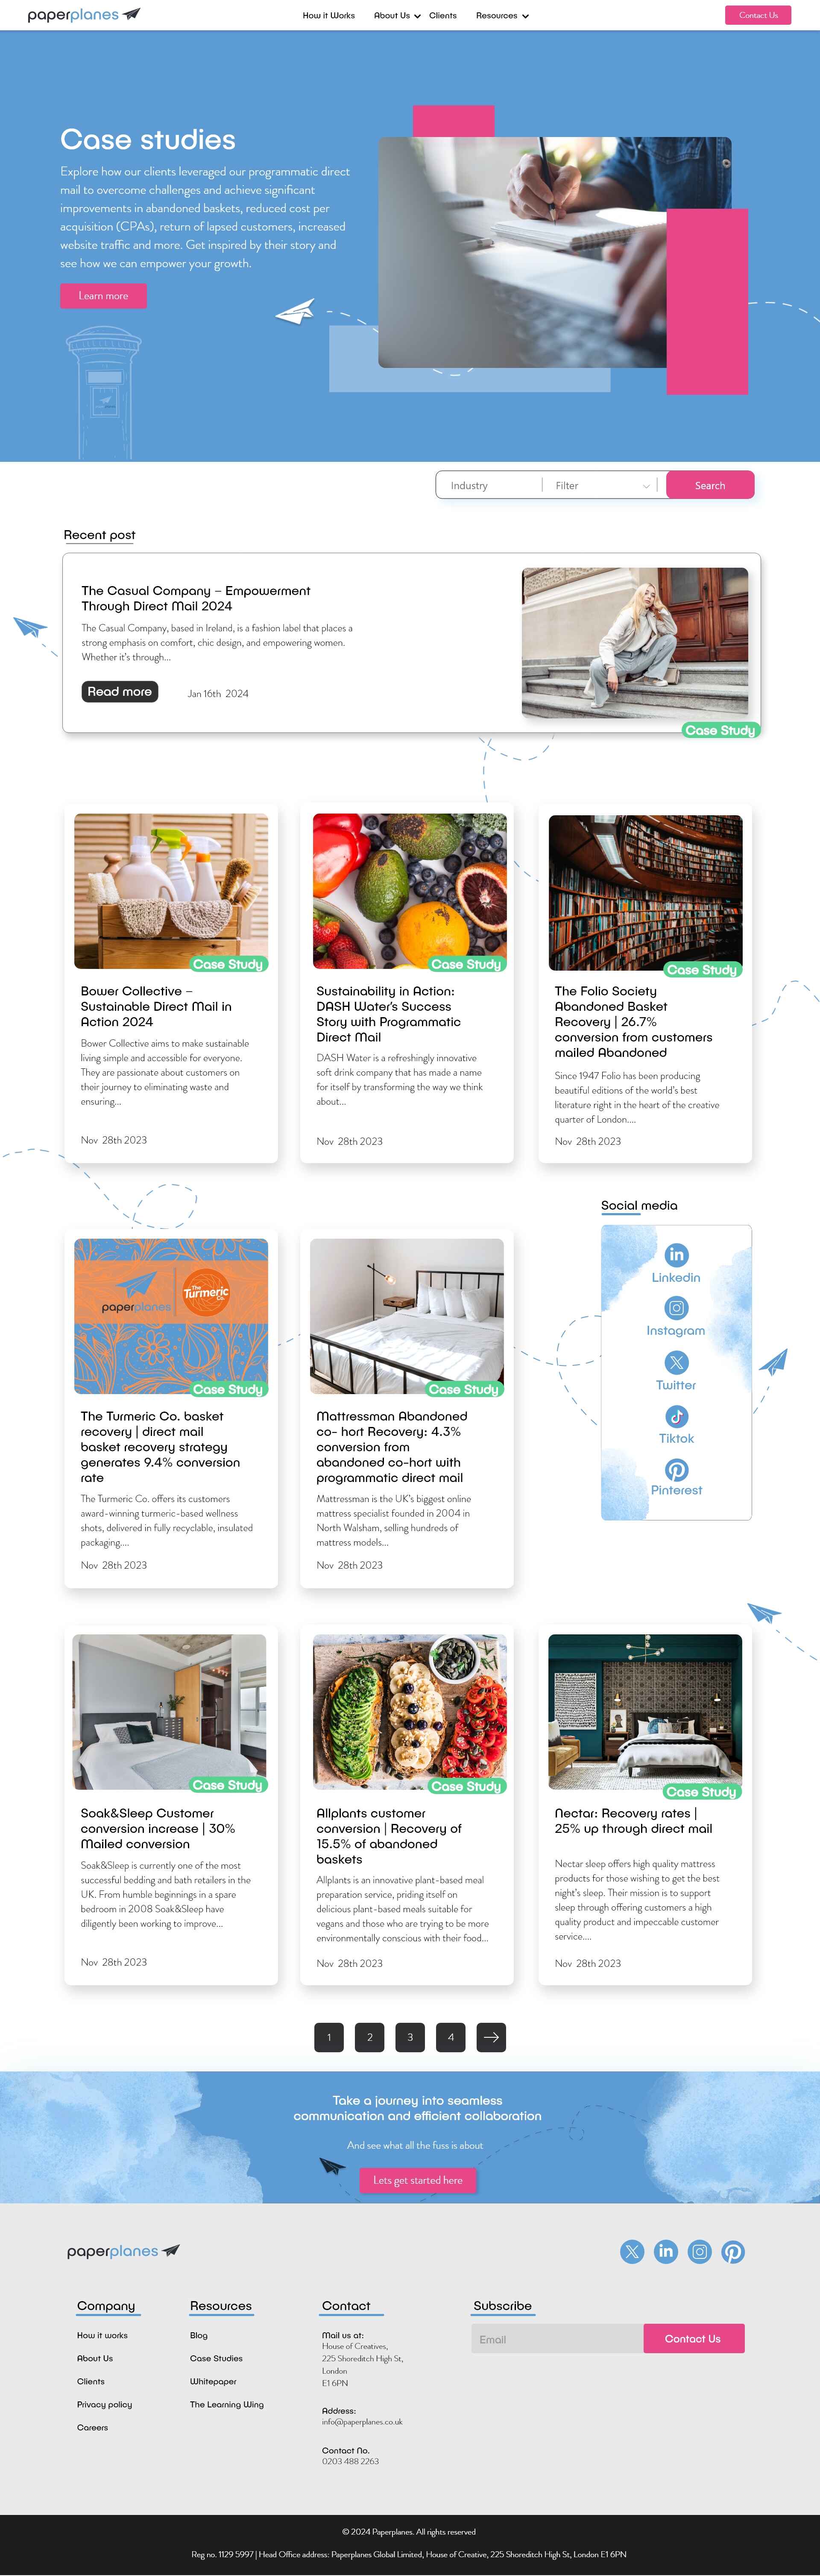 paperplanes
How it Works
About Us
Clients
Resources
Contact Us
Case studies
Explore how our clients leveraged our programmatic direct
mail to overcome challenges and achieve significant
improvements in abandoned baskets, reduced cost per
acquisition (CPAs), return of lapsed customers, increased
website traffic and more. Get inspired by their story and
see how we can empower your growth.
Learn more
Industry
Filter
Search
Recent post
The Casual Company – Empowerment
Through Direct Mail 2024
The Casual Company, based in Ireland, is a fashion label that places a
strong emphasis on comfort, chic design, and empowering women.
Whether it's through...
Read more
Jan 16th 2024
Case Study
Case Study
Bower Collective –
Sustainable Direct Mail in
Action 2024
Bower Collective aims to make sustainable
living simple and accessible for everyone.
They are passionate about customers on
their journey to eliminating waste and
ensuring...
Nov 28th 2023
Case Study
Sustainability in Action:
DASH Water's Success
Story with Programmatic
Direct Mail
DASH Water is a refreshingly innovative
soft drink company that has made a name
for itself by transforming the way we think
about...
Nov 28th 2023
Case Study
The Folio Society
Abandoned Basket
Recovery | 26.7%
conversion from customers
mailed Abandoned
Since 1947 Folio has been producing
beautiful editions of the world's best
literature right in the heart of the creative
quarter of London....
Nov 28th 2023
paperplanes
The Turmeric Co.
Case Study
The Turmeric Co. basket
recovery | direct mail
basket recovery strategy
generates 9.4% conversion
rate
The Turmeric Co. offers its customers
award-winning turmeric-based wellness
shots, delivered in fully recyclable, insulated
packaging....
Nov 28th 2023
Case Study
Mattressman Abandoned
co- hort Recovery: 4.3%
conversion from
abandoned co-hort with
programmatic direct mail
Mattressman is the UK's biggest online
mattress specialist founded in 2004 in
North Walsham, selling hundreds of
mattress models...
Nov 28th 2023
Social media
Linkedin
Instagram
Twitter
Tiktok
Pinterest
Case Study
Soak&Sleep Customer
conversion increase | 30%
Mailed conversion
Soak&Sleep is currently one of the most
successful bedding and bath retailers in the
UK. From humble beginnings in a spare
bedroom in 2008 Soak&Sleep have
diligently been working to improve...
Nov 28th 2023
Case Study
Allplants customer
conversion | Recovery of
15.5% of abandoned
baskets
Allplants is an innovative plant-based meal
preparation service, priding itself on
delicious plant-based meals suitable for
vegans and those who are trying to be more
environmentally conscious with their food...
Nov 28th 2023
Case Study
Nectar: Recovery rates |
25% up through direct mail
Nectar sleep offers high quality mattress
products for those wishing to get the best
night's sleep. Their mission is to support
sleep through offering customers a high
quality product and impeccable customer
service....
Nov 28th 2023
1 2 3 4
Take a journey into seamless
communication and efficient collaboration
And see what all the fuss is about
Lets get started here
paperplanes
Company
How it works
About Us
Clients
Privacy policy
Careers
Resources
Blog
Case Studies
Whitepaper
The Learning Wing
Contact
Mail us at:
House of Creatives,
225 Shoreditch High St,
London
E1 6PN
Address:
info@paperplanes.co.uk
Contact No.
0203 488 2263
Subscribe
Email
Contact Us
© 2024 Paperplanes. All rights reserved
Reg no. 1129 5997 | Head Office address: Paperplanes Global Limited, House of Creative, 225 Shoreditch High St, London E1 6PN